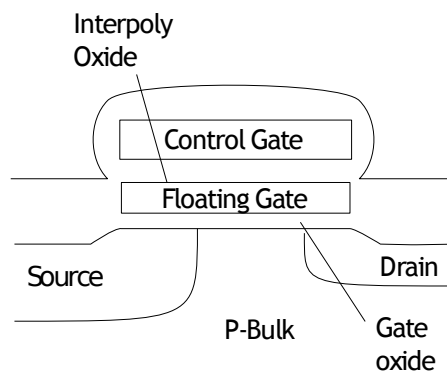 Interpoly
Oxide
Control Gate
Floating Gate
Source
Drain
P-Bulk
Gate
oxide